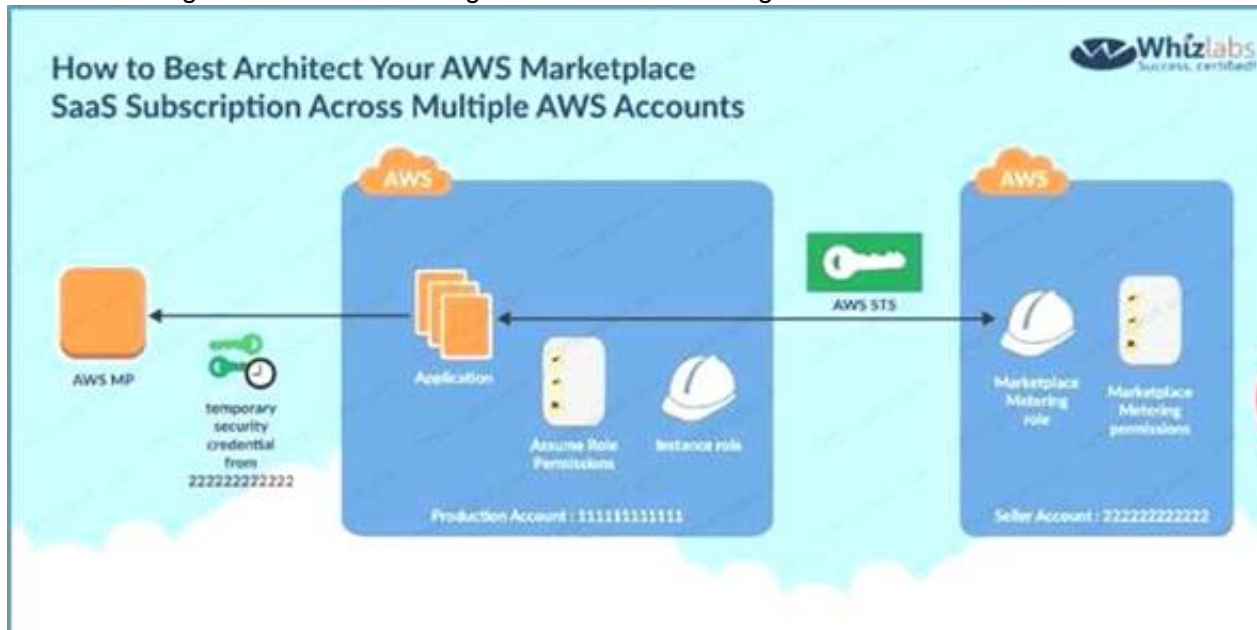 How to Best Architect Your AWS Marketplace
SaaS Subscription Across Multiple AWS Accounts
Whizlabs
Success. certified!
AWS
AWS
AWS STS
AWS MP
temporary
security
credential
from
222222222222
Application
Assume Role
Permissions
Instance role
Marketplace
Metering
role
Marketplace
Metering
permissions
Production Account : 111111111111
Seller Account : 222222222222